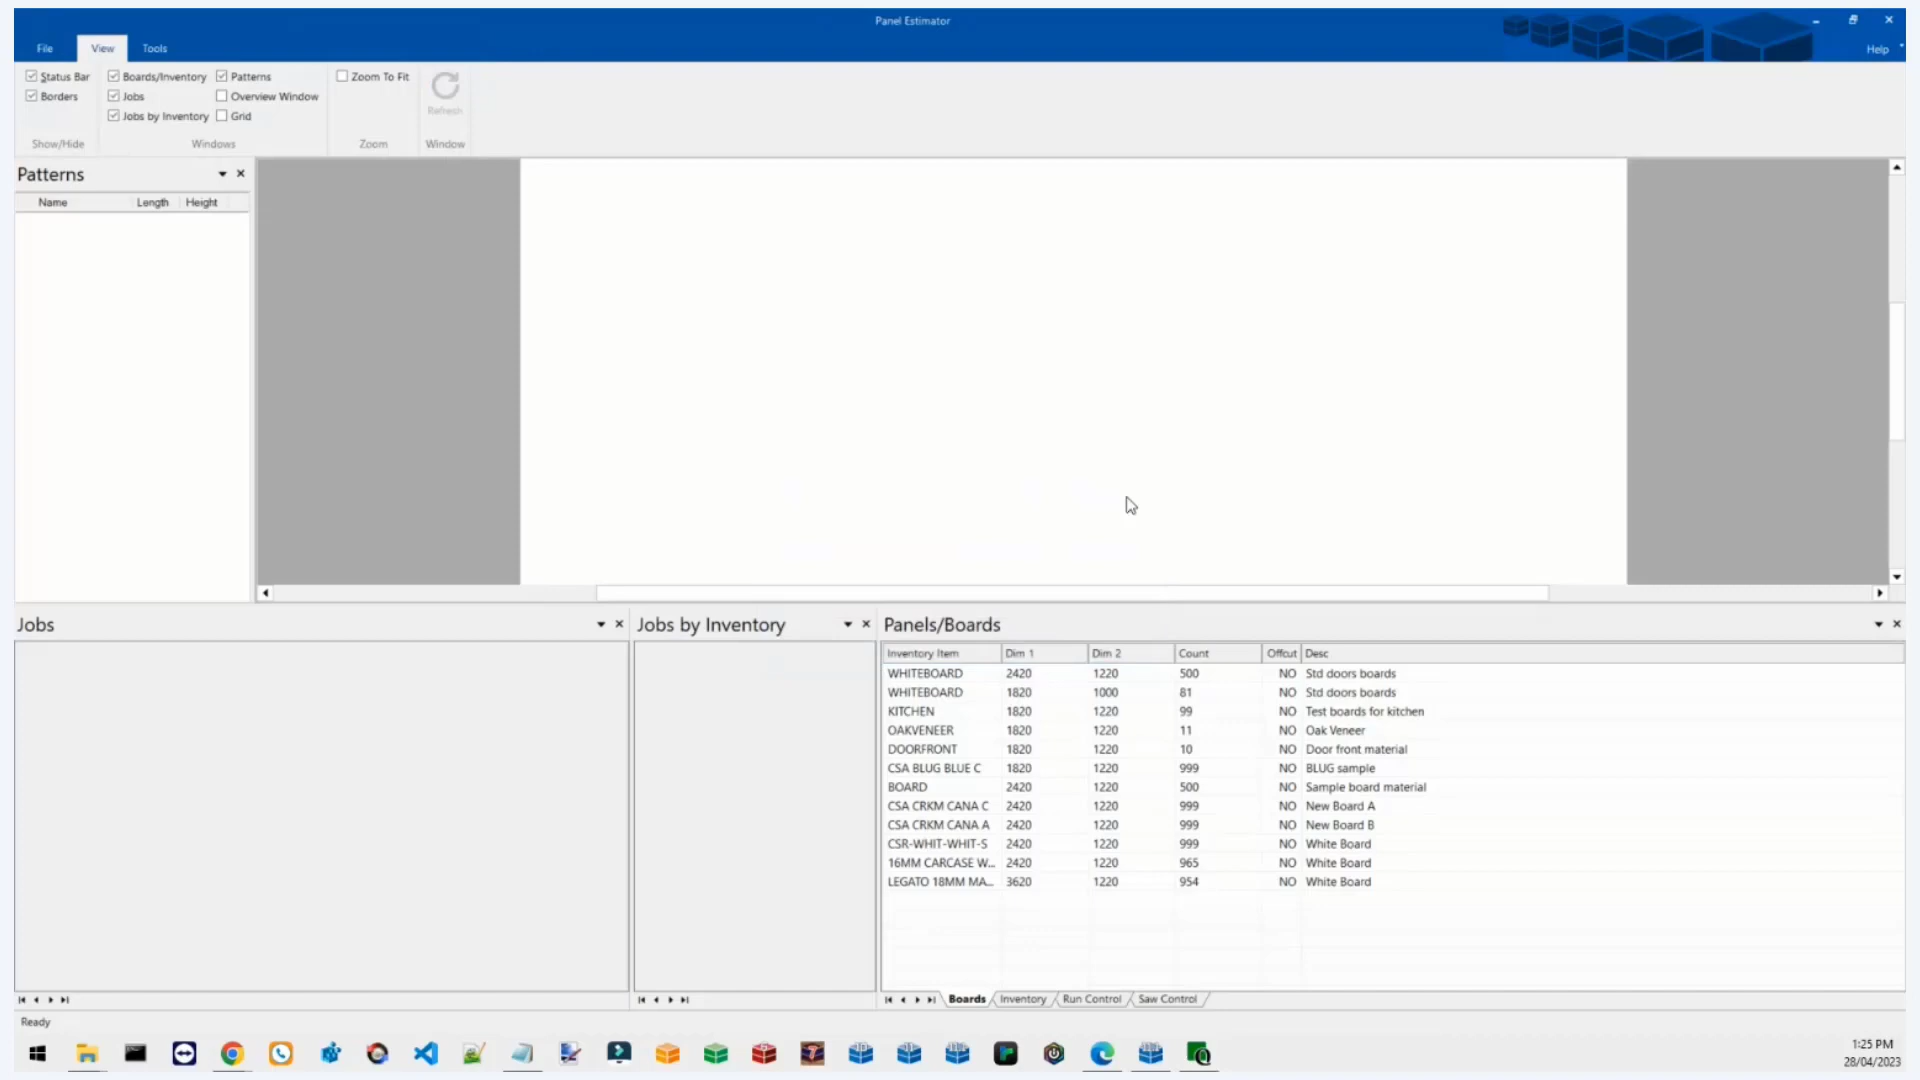 Panel Estimator
File View Tools Help
Status Bar Boards/Inventory Patterns Zoom To Fit
Borders Jobs Overview Window Refresh
Jobs by Inventory Grid
Show/Hide Windows Zoom Window
Patterns
Name Length Height
Jobs
Jobs by Inventory
Panels/Boards
Inventory Item Dim 1 Dim 2 Count Offcut Desc
WHITEBOARD 2420 1220 500 NO Std doors boards
WHITEBOARD 1820 1000 81 NO Std doors boards
KITCHEN 1820 1220 99 NO Test boards for kitchen
OAKVENEER 1820 1220 11 NO Oak Veneer
DOORFRONT 1820 1220 10 NO Door front material
CSA BLUG BLUE C 1820 1220 999 NO BLUG sample
BOARD 2420 1220 500 NO Sample board material
CSA CRKM CANA C 2420 1220 999 NO New Board A
CSA CRKM CANA A 2420 1220 999 NO New Board B
CSR-WHIT-WHIT-S 2420 1220 999 NO White Board
16MM CARCASE W... 2420 1220 965 NO White Board
LEGATO 18MM MA... 3620 1220 954 NO White Board
Boards Inventory Run Control Saw Control
Ready
1:25 PM
28/04/2023